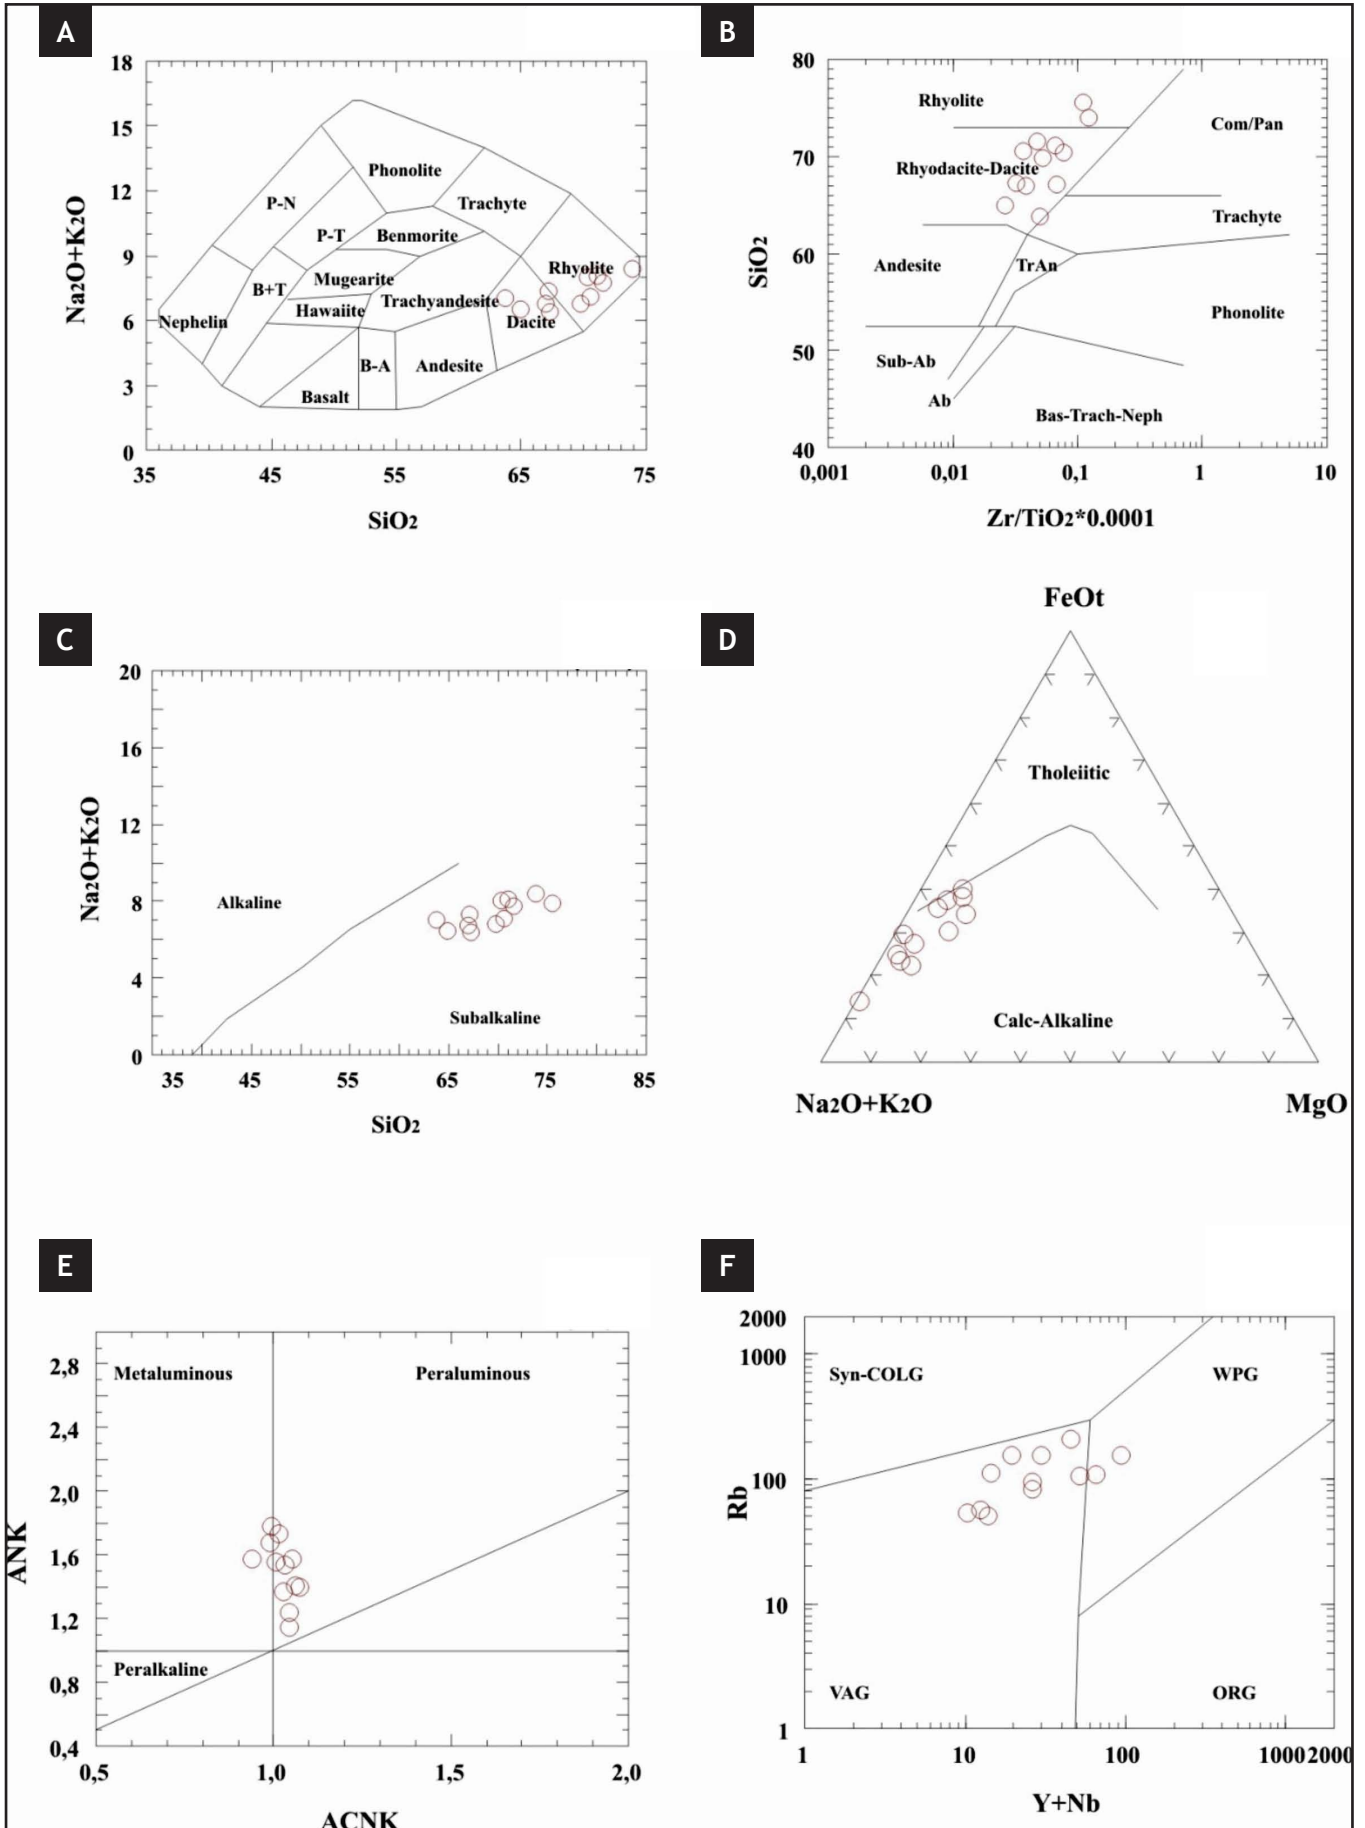 A
18
15
12
9
6
3
0
Na2O+K2O
Phonolite
P-N
Trachyte
P-T
Benmorite
Rhyolite
Mugearite
B+T
Trachyandesite
Hawaiite
Nephelin
Dacite
B-A
Andesite
Basalt
35 45 55 65 75
SiO2
B
80
70
60
50
40
SiO2
Rhyolite
Com/Pan
Rhyodacite-Dacite
Trachyte
Andesite
TrAn
Phonolite
Sub-Ab
Ab
Bas-Trach-Neph
0,001 0,01 0,1 1 10
Zr/TiO2*0.0001
C
20
16
12
8
4
0
Na2O+K2O
Alkaline
Subalkaline
35 45 55 65 75 85
SiO2
D
FeOt
Tholeiitic
Calc-Alkaline
Na2O+K2O
MgO
E
2,8
2,4
2,0
1,6
1,2
0,8
0,4
ANK
Metaluminous
Peraluminous
Peralkaline
0,5 1,0 1,5 2,0
ACNK
F
2000
1000
100
10
1
Rb
Syn-COLG
WPG
VAG
ORG
1 10 100 1000 2000
Y+Nb